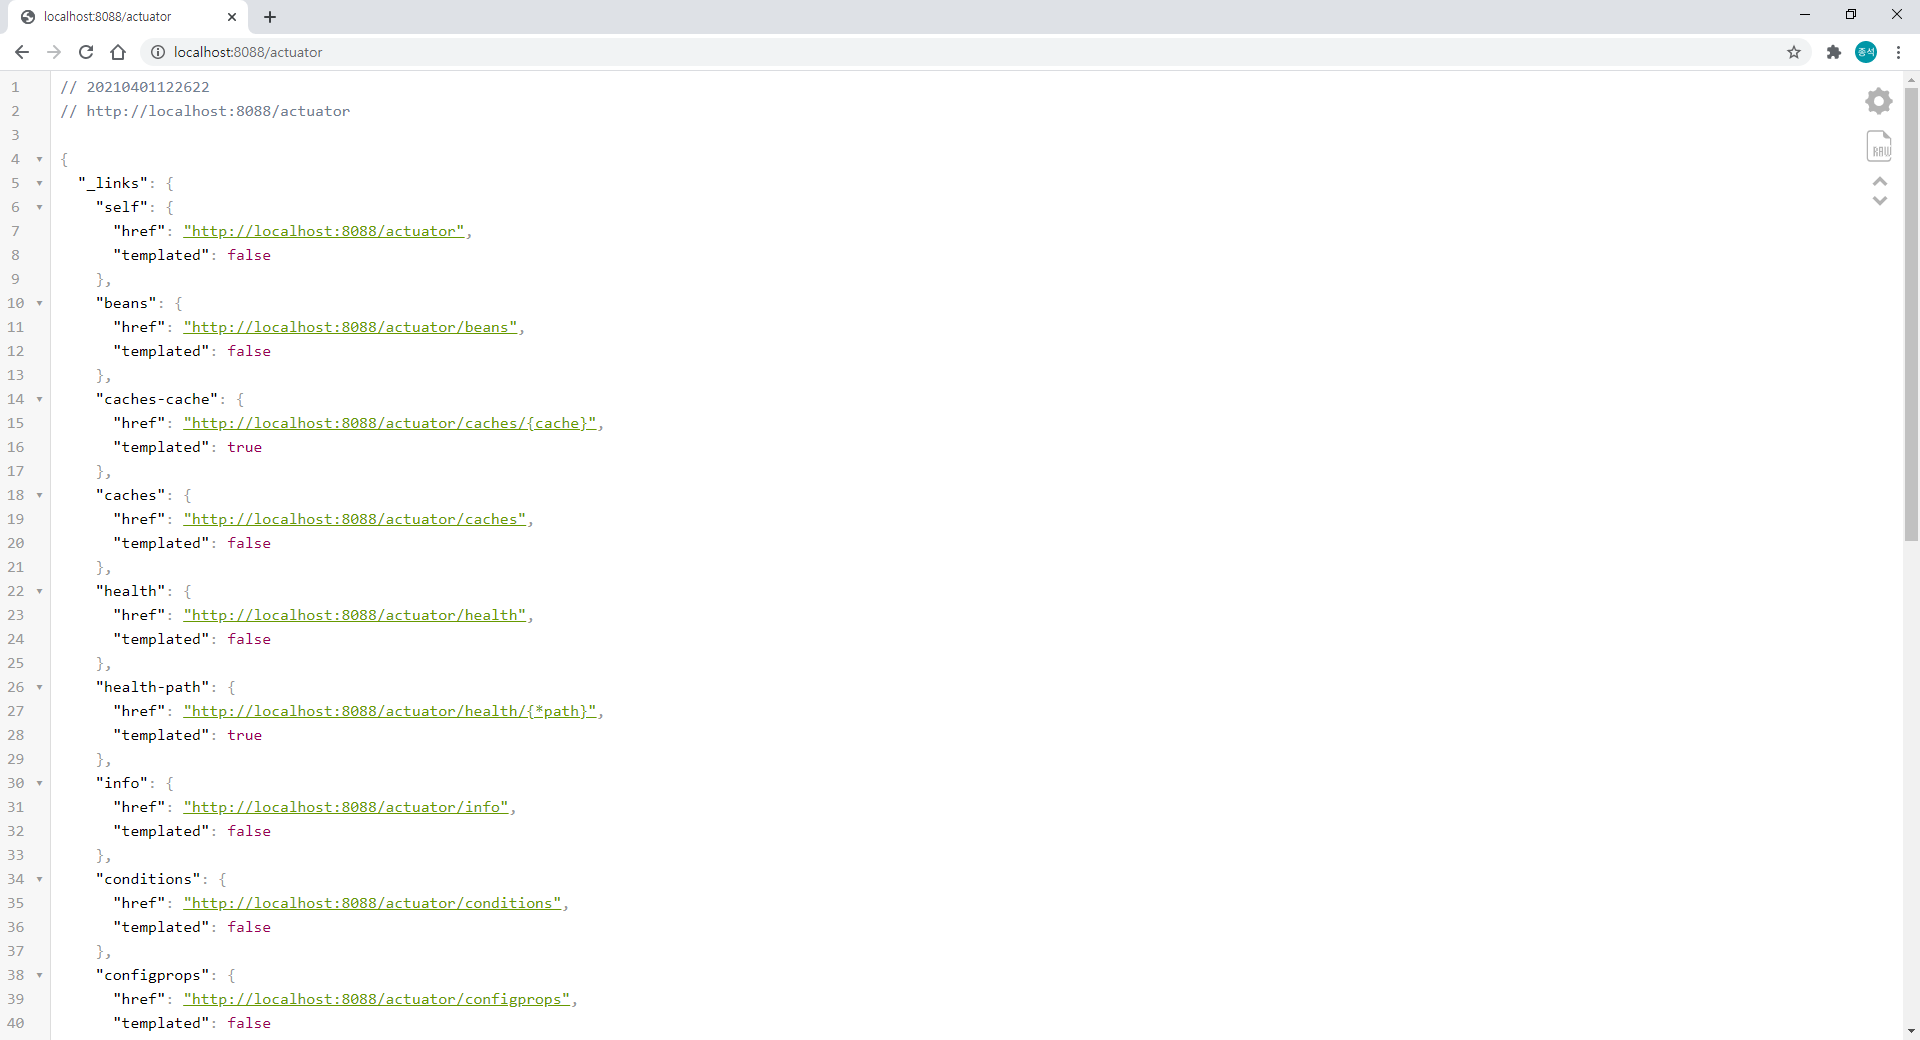 localhost:8088/actuator
localhost:8088/actuator
종석
1 // 20210401122622
2 // http://localhost:8088/actuator
3
4 {
5 "_links": {
6 "self": {
7 "href": "http://localhost:8088/actuator",
8 "templated": false
9 },
10 "beans": {
11 "href": "http://localhost:8088/actuator/beans",
12 "templated": false
13 },
14 "caches-cache": {
15 "href": "http://localhost:8088/actuator/caches/{cache}",
16 "templated": true
17 },
18 "caches": {
19 "href": "http://localhost:8088/actuator/caches",
20 "templated": false
21 },
22 "health": {
23 "href": "http://localhost:8088/actuator/health",
24 "templated": false
25 },
26 "health-path": {
27 "href": "http://localhost:8088/actuator/health/{*path}",
28 "templated": true
29 },
30 "info": {
31 "href": "http://localhost:8088/actuator/info",
32 "templated": false
33 },
34 "conditions": {
35 "href": "http://localhost:8088/actuator/conditions",
36 "templated": false
37 },
38 "configprops": {
39 "href": "http://localhost:8088/actuator/configprops",
40 "templated": false
RAW